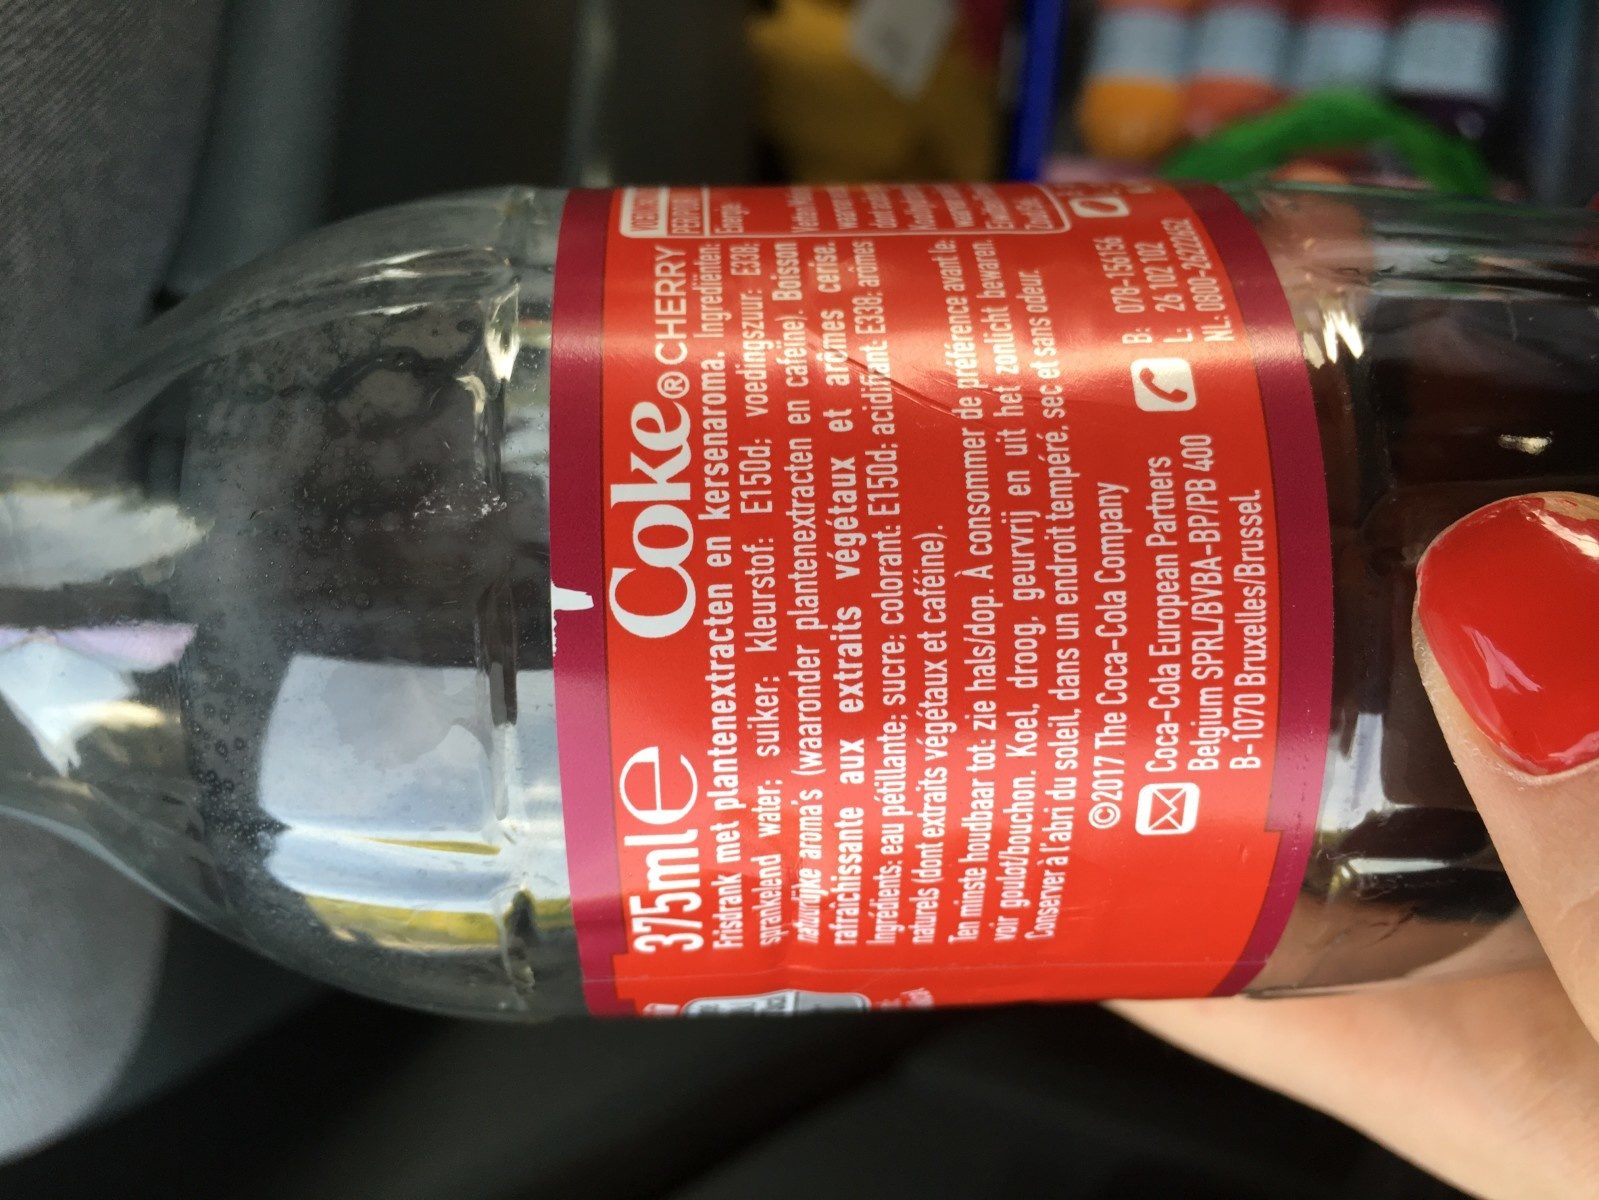 375ml e Coke® CHERRY
Frisdrank met plantenextracten en kersenaroma. Ingrediënten:
sprankelend water; suiker; kleurstof: E150d; voedingszuur: E338;
natuurlijke aroma's (waaronder plantenextracten en cafeïne). Boisson
rafraîchissante aux extraits végétaux et arômes cerise.
Ingrédients: eau pétillante; sucre; colorant: E150d; acidifiant: E338; arômes
naturels (dont extraits végétaux et caféine).
Ten minste houdbaar tot: zie hals/dop. À consommer de préférence avant le:
voir goulot/bouchon. Koel, droog, geurvrij en uit het zonlicht bewaren.
Conserver à l'abri du soleil, dans un endroit tempéré, sec et sans odeur.
©2017 The Coca-Cola Company
Coca-Cola European Partners
Belgium SPRL/BVBA-BP/PB 400
B-1070 Bruxelles/Brussel.
B: 078-156156
L: 26 102 102
NL: 0800-2622652